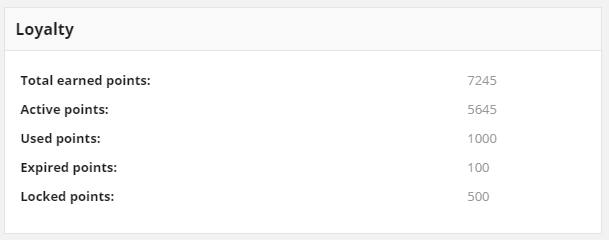 Loyalty
Total earned points: 7245
Active points: 5645
Used points: 1000
Expired points: 100
Locked points: 500